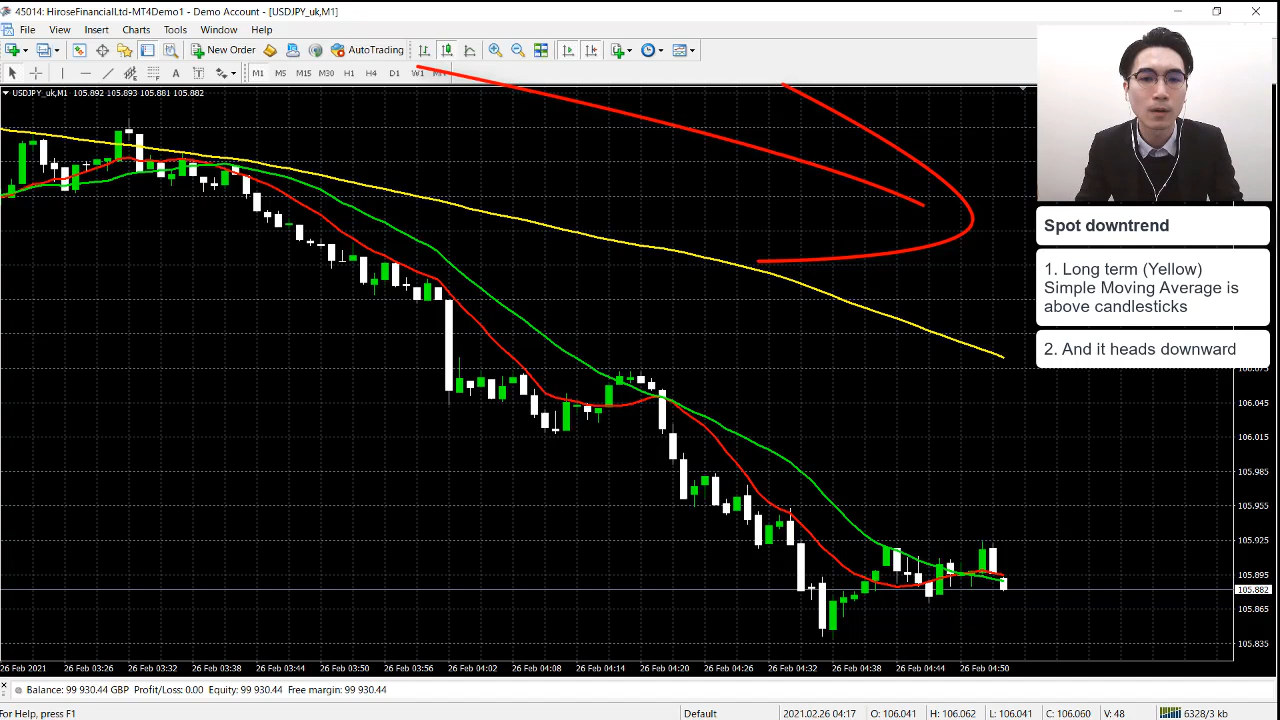 45014: HiroseFinancialLtd-MT4Demo1 - Demo Account - [USDJPY_uk,M1]
File View Insert Charts Tools Window Help
New Order AutoTrading
A T M1 M5 M15 M30 H1 H4 D1 W1
USDJPY_uk,M1 105.892 105.893 105.881 105.882
Spot downtrend
1. Long term (Yellow)
Simple Moving Average is
above candlesticks
2. And it heads downward
106.045
106.015
105.985
105.955
105.925
105.895
105.882
105.865
105.835
26 Feb 2021 26 Feb 03:26 26 Feb 03:32 26 Feb 03:38 26 Feb 03:44 26 Feb 03:50 26 Feb 03:56 26 Feb 04:02 26 Feb 04:08 26 Feb 04:14 26 Feb 04:20 26 Feb 04:26 26 Feb 04:32 26 Feb 04:38 26 Feb 04:44 26 Feb 04:50
Balance: 99 930.44 GBP Profit/Loss: 0.00 Equity: 99 930.44 Free margin: 99 930.44
For Help, press F1 Default 2021.02.26 04:17 O: 106.041 H: 106.062 L: 106.041 C: 106.060 V: 48 6328/3 kb